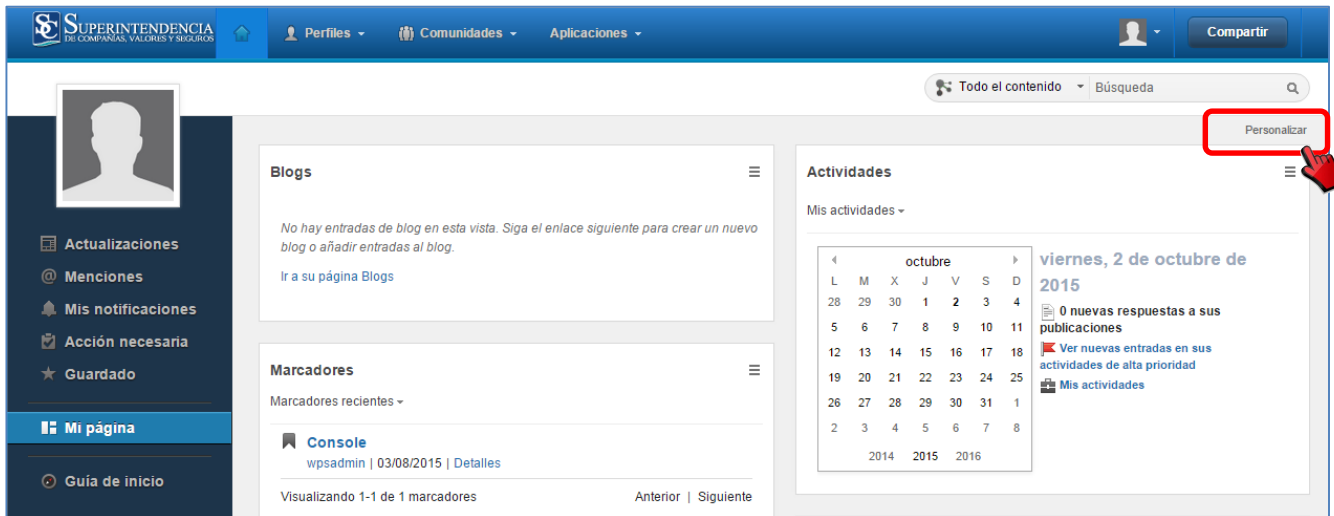 SUPERINTENDENCIA
DE COMPAÑÍAS, VALORES Y SEGUROS
Perfiles
Comunidades
Aplicaciones
Compartir
Todo el contenido
Búsqueda
Personalizar
Actualizaciones
Menciones
Mis notificaciones
Acción necesaria
Guardado
Mi página
Guía de inicio
Blogs
No hay entradas de blog en esta vista. Siga el enlace siguiente para crear un nuevo
blog o añadir entradas al blog.
Ir a su página Blogs
Marcadores
Marcadores recientes
Console
wpsadmin | 03/08/2015 | Detalles
Visualizando 1-1 de 1 marcadores
Anterior | Siguiente
Actividades
Mis actividades
octubre
L M X J V S D
28 29 30 1 2 3 4
5 6 7 8 9 10 11
12 13 14 15 16 17 18
19 20 21 22 23 24 25
26 27 28 29 30 31 1
2 3 4 5 6 7 8
2014 2015 2016
viernes, 2 de octubre de
2015
0 nuevas respuestas a sus
publicaciones
Ver nuevas entradas en sus
actividades de alta prioridad
Mis actividades